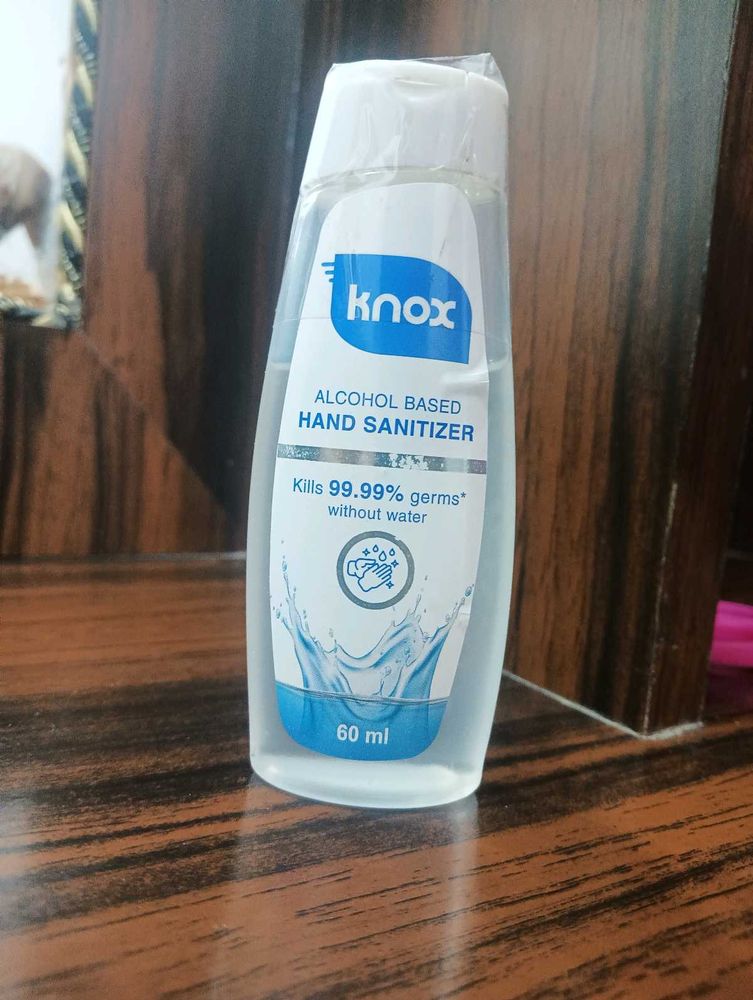 knox
ALCOHOL BASED
HAND SANITIZER
Kills 99.99% germs*
without water
60 ml